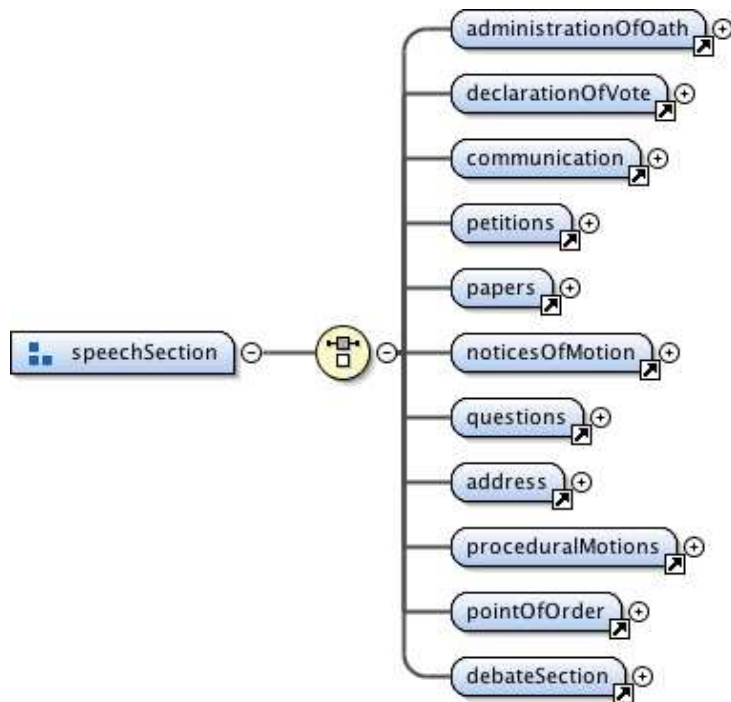 administrationOfOath
declarationOfVote
communication
petitions
papers
speechSection
noticesOfMotion
questions
address
proceduralMotions
pointOfOrder
debateSection